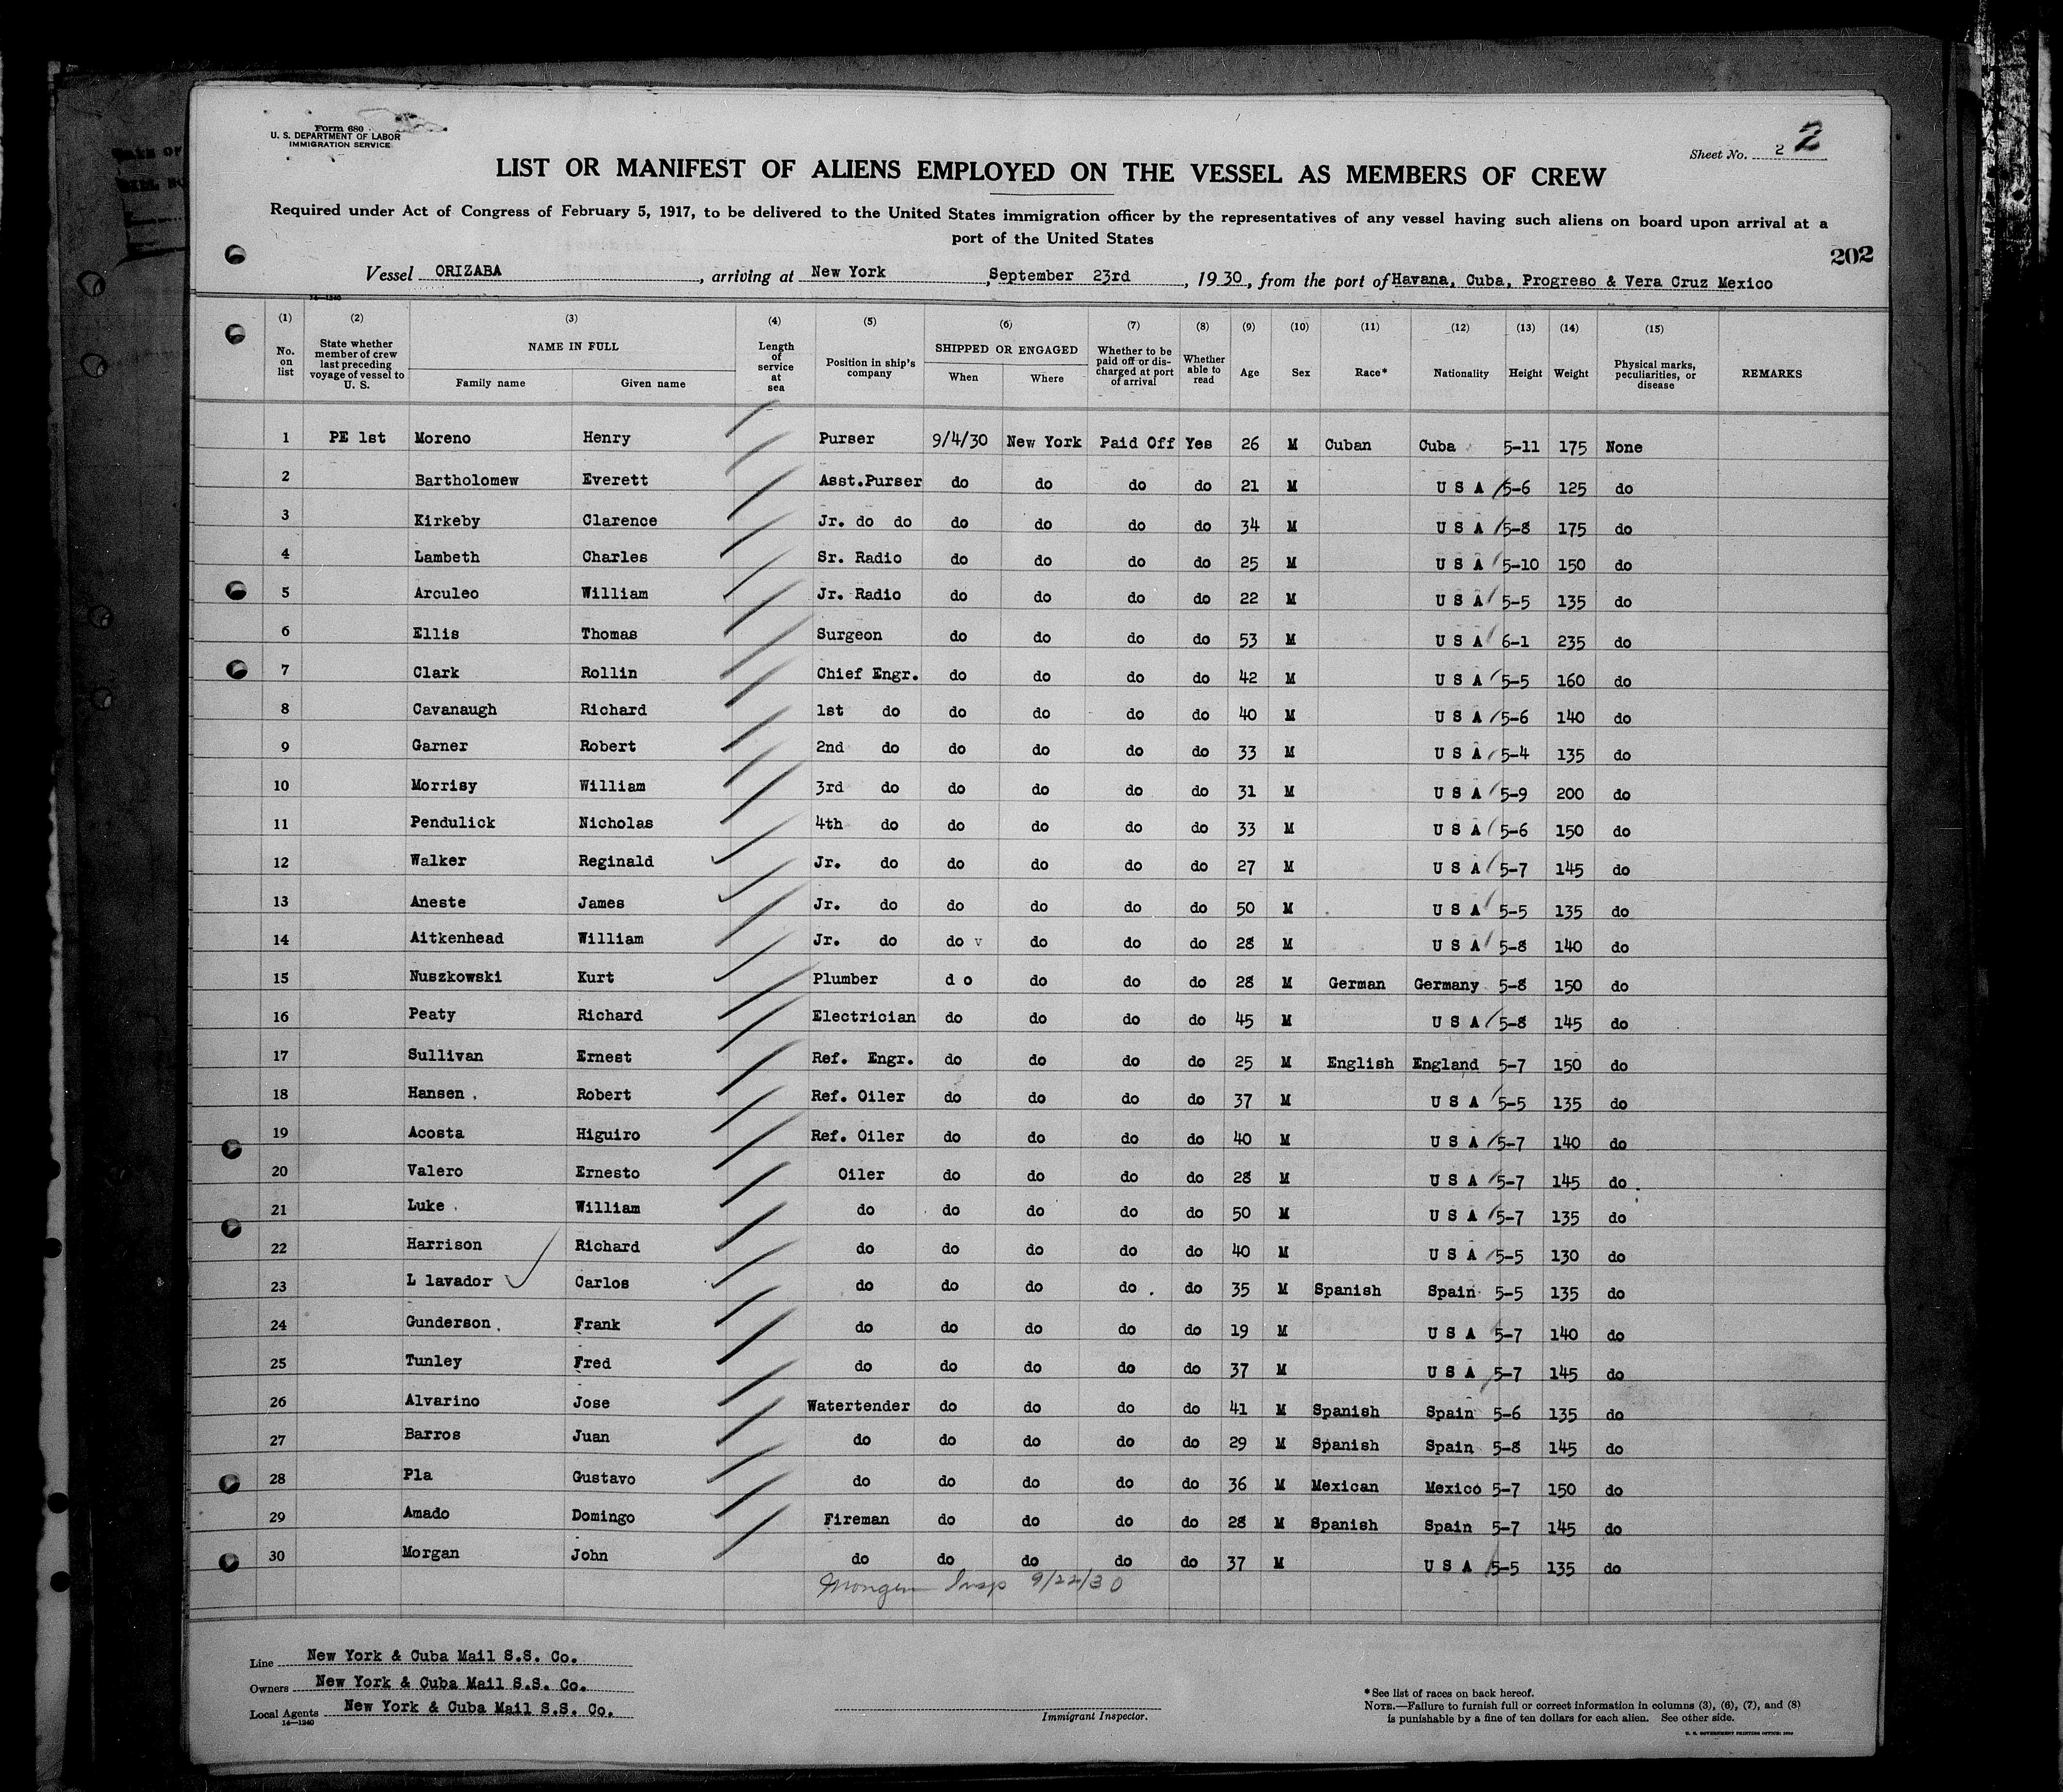 Form 680
U. S. DEPARTMENT OF LABOR
IMMIGRATION SERVICE
Sheet No. 2 2
LIST OR MANIFEST OF ALIENS EMPLOYED ON THE VESSEL AS MEMBERS OF CREW
Required under Act of Congress of February 5, 1917, to be delivered to the United States immigration officer by the representatives of any vessel having such aliens on board upon arrival at a
port of the United States
202
Vessel ORIZABA, arriving at New York, September 23rd, 1930, from the port of Havana, Cuba, Progreso & Vera Cruz Mexico
14—1240
(1) (2) (3) (4) (5) (6) (7) (8) (9) (10) (11) (12) (13) (14) (15)
No. on list State whether member of crew last preceding voyage of vessel to U. S. NAME IN FULL Family name Given name Length of service at sea Position in ship's company SHIPPED OR ENGAGED When Where Whether to be paid off or discharged at port of arrival Whether able to read Age Sex Race* Nationality Height Weight Physical marks, peculiarities, or disease REMARKS
1 PE 1st Moreno Henry Purser 9/4/30 New York Paid Off Yes 26 M Cuban Cuba 5-11 175 None
2 Bartholomew Everett Asst.Purser do do do do 21 M U S A 5-6 125 do
3 Kirkeby Clarence Jr. do do do do do do 34 M U S A 5-8 175 do
4 Lambeth Charles Sr. Radio do do do do 25 M U S A 5-10 150 do
5 Arculeo William Jr. Radio do do do do 22 M U S A 5-5 135 do
6 Ellis Thomas Surgeon do do do do 53 M U S A 6-1 235 do
7 Clark Rollin Chief Engr. do do do do 42 M U S A 5-5 160 do
8 Cavanaugh Richard 1st do do do do do 40 M U S A 5-6 140 do
9 Garner Robert 2nd do do do do do 33 M U S A 5-4 135 do
10 Morrisy William 3rd do do do do do 31 M U S A 5-9 200 do
11 Pendulick Nicholas 4th do do do do do 33 M U S A 5-6 150 do
12 Walker Reginald Jr. do do do do do 27 M U S A 5-7 145 do
13 Aneste James Jr. do do do do do 50 M U S A 5-5 135 do
14 Aitkenhead William Jr. do do v do do do 28 M U S A 5-8 140 do
15 Nuszkowski Kurt Plumber d o do do do 28 M German Germany 5-8 150 do
16 Peaty Richard Electrician do do do do 45 M U S A 5-8 145 do
17 Sullivan Ernest Ref. Engr. do do do do 25 M English England 5-7 150 do
18 Hansen Robert Ref. Oiler do do do do 37 M U S A 5-5 135 do
19 Acosta Higuiro Ref. Oiler do do do do 40 M U S A 5-7 140 do
20 Valero Ernesto Oiler do do do do 28 M U S A 5-7 145 do
21 Luke William do do do do do 50 M U S A 5-7 135 do
22 Harrison Richard do do do do do 40 M U S A 5-5 130 do
23 L lavador Carlos do do do do do 35 M Spanish Spain 5-5 135 do
24 Gunderson Frank do do do do do 19 M U S A 5-7 140 do
25 Tunley Fred do do do do do 37 M U S A 5-7 145 do
26 Alvarino Jose Watertender do do do do 41 M Spanish Spain 5-6 135 do
27 Barros Juan do do do do do 29 M Spanish Spain 5-8 145 do
28 Pla Gustavo do do do do do 36 M Mexican Mexico 5-7 150 do
29 Amado Domingo Fireman do do do do 28 M Spanish Spain 5-7 145 do
30 Morgan John do do do do do 37 M U S A 5-5 135 do
Insp 9/22/30
Line New York & Cuba Mail S.S. Co.
Owners New York & Cuba Mail S.S. Co.
Local Agents New York & Cuba Mail S.S. Co.
14—1240
Immigrant Inspector.
*See list of races on back hereof.
NOTE.—Failure to furnish full or correct information in columns (3), (6), (7), and (8)
is punishable by a fine of ten dollars for each alien. See other side.